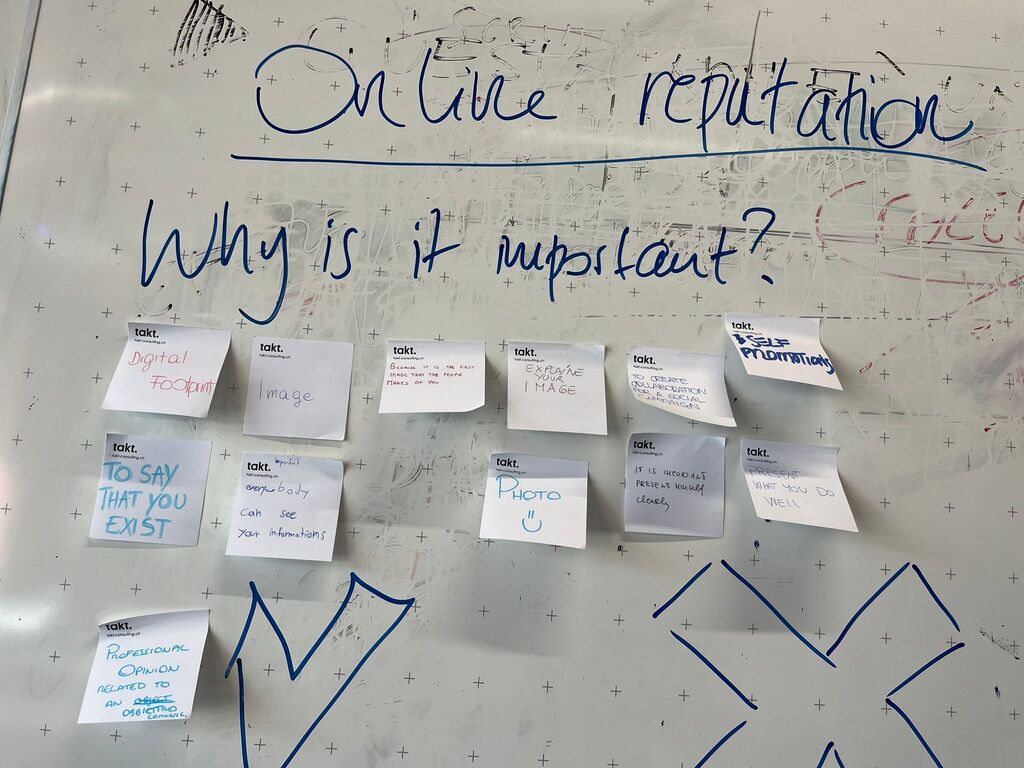 Online reputation
Why is it important?
takt.
takt-consulting.ch
Digital
Footprint
takt.
takt-consulting.ch
Image
takt.
takt-consulting.ch
BECAUSE IT IS THE FIRST
IMAGE THAT THE PEOPLE
MAKES OF YOU
takt.
takt-consulting.ch
EXPLAINE
YOUR
IMAGE
takt.
takt-consulting.ch
TO CREATE
COLLABORATION
FOR A SOCIAL
CAMPAIGN
takt.
takt-consulting.ch
SELF
PROMOTIONS
takt.
takt-consulting.ch
TO SAY
THAT YOU
EXIST
takt.
takt-consulting.ch
important
everybody
can see
your informations
takt.
takt-consulting.ch
PHOTO
takt.
takt-consulting.ch
IT IS IMPORTANT
PRESENT
clearly
takt.
takt-consulting.ch
PRESENT
WHAT YOU DO
WELL
takt.
takt-consulting.ch
PROFESSIONAL
OPINION
RELATED TO
AN OBJECT
OBBIETTIVO
COMUNIC.